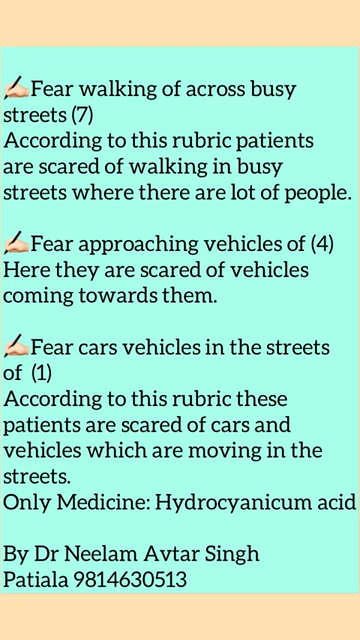 ✍🏻Fear walking of across busy
streets (7)
According to this rubric patients
are scared of walking in busy
streets where there are lot of people.
✍🏻Fear approaching vehicles of (4)
Here they are scared of vehicles
coming towards them.
✍🏻Fear cars vehicles in the streets
of  (1)
According to this rubric these
patients are scared of cars and
vehicles which are moving in the
streets.
Only Medicine: Hydrocyanicum acid
By Dr Neelam Avtar Singh
Patiala 9814630513